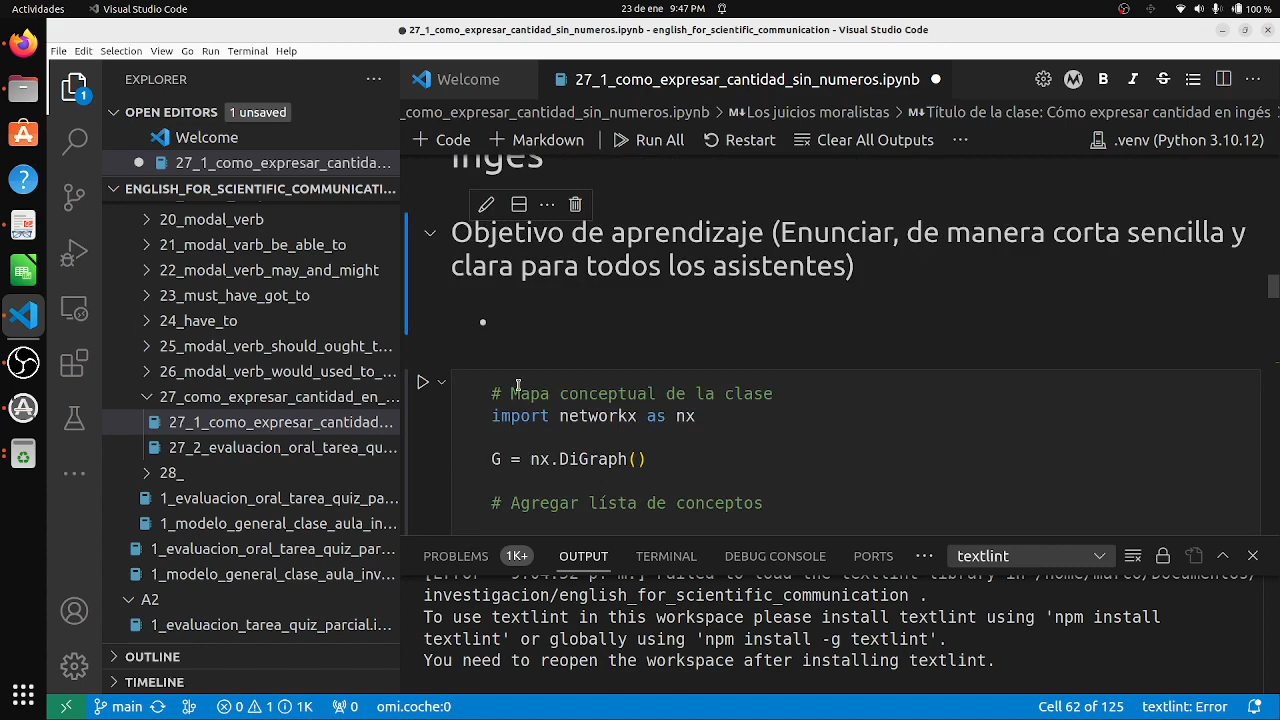 Actividades
Visual Studio Code
23 de ene 9:47 PM
100 %
27_1_como_expresar_cantidad_sin_numeros.ipynb - english_for_scientific_communication - Visual Studio Code
File Edit Selection View Go Run Terminal Help
EXPLORER
OPEN EDITORS 1 unsaved
Welcome
27_1_como_expresar_cantida...
ENGLISH_FOR_SCIENTIFIC_COMMUNICATI...
20_modal_verb
21_modal_varb_be_able_to
22_modal_verb_may_and_might
23_must_have_got_to
24_have_to
25_modal_verb_should_ought_t...
26_modal_verb_would_used_to_...
27_como_expresar_cantidad_en_...
27_1_como_expresar_cantidad...
27_2_evaluacion_oral_tarea_qu...
28_
1_evaluacion_oral_tarea_quiz_pa...
1_modelo_general_clase_aula_in...
1_evaluacion_oral_tarea_quiz_par...
1_modelo_general_clase_aula_inv...
A2
1_evaluacion_tarea_quiz_parcial.i...
OUTLINE
TIMELINE
1
Welcome
27_1_como_expresar_cantidad_sin_numeros.ipynb
_como_expresar_cantidad_sin_numeros.ipynb > Los juicios moralistas > Título de la clase: Cómo expresar cantidad en ingés
Code + Markdown Run All Restart Clear All Outputs ... .venv (Python 3.10.12)
ingés
Objetivo de aprendizaje (Enunciar, de manera corta sencilla y
clara para todos los asistentes)
•
# Mapa conceptual de la clase
import networkx as nx
G = nx.DiGraph()
# Agregar lísta de conceptos
PROBLEMS 1K+ OUTPUT TERMINAL DEBUG CONSOLE PORTS ... textlint
investigacion/english_for_scientific_communication .
To use textlint in this workspace please install textlint using 'npm install
textlint' or globally using 'npm install -g textlint'.
You need to reopen the workspace after installing textlint.
main 0 1 1K 0 omi.coche:0 Cell 62 of 125 textlint: Error